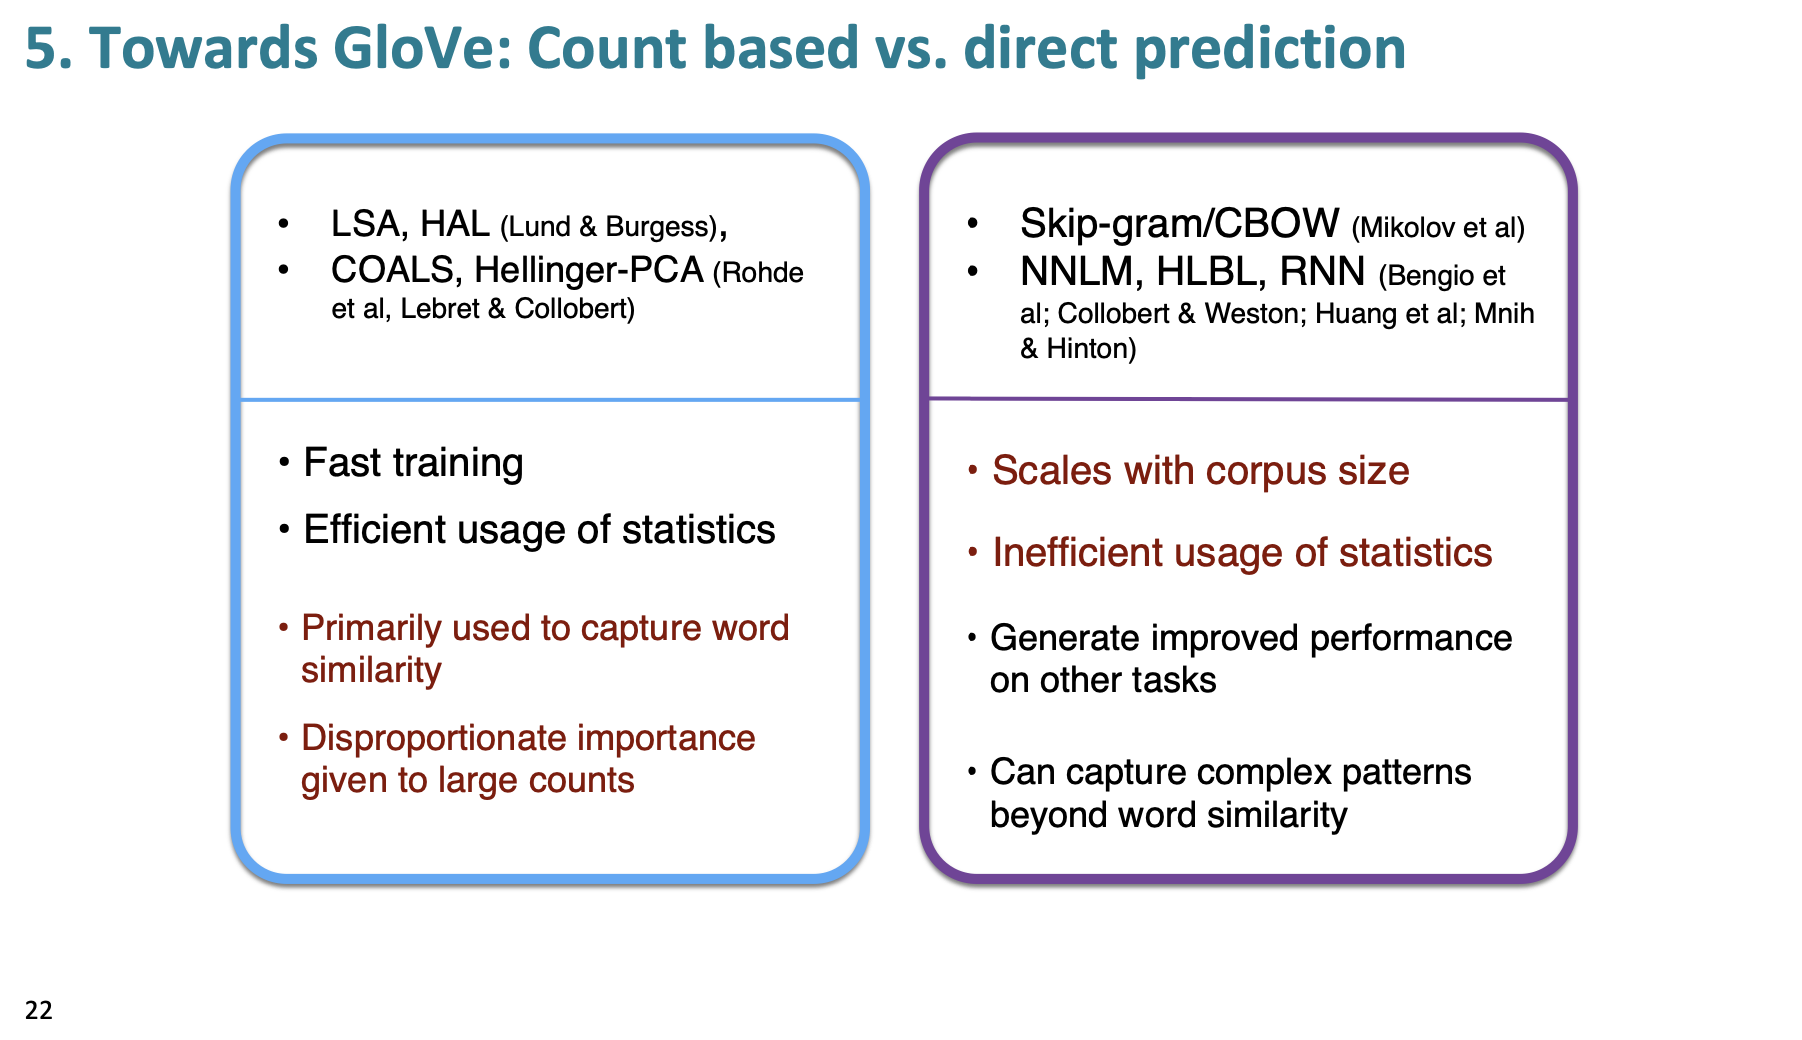 5. Towards GloVe: Count based vs. direct prediction
• LSA, HAL (Lund & Burgess),
• COALS, Hellinger-PCA (Rohde
et al, Lebret & Collobert)
• Fast training
• Efficient usage of statistics
• Primarily used to capture word
similarity
• Disproportionate importance
given to large counts
• Skip-gram/CBOW (Mikolov et al)
• NNLM, HLBL, RNN (Bengio et
al; Collobert & Weston; Huang et al; Mnih
& Hinton)
• Scales with corpus size
• Inefficient usage of statistics
• Generate improved performance
on other tasks
• Can capture complex patterns
beyond word similarity
22